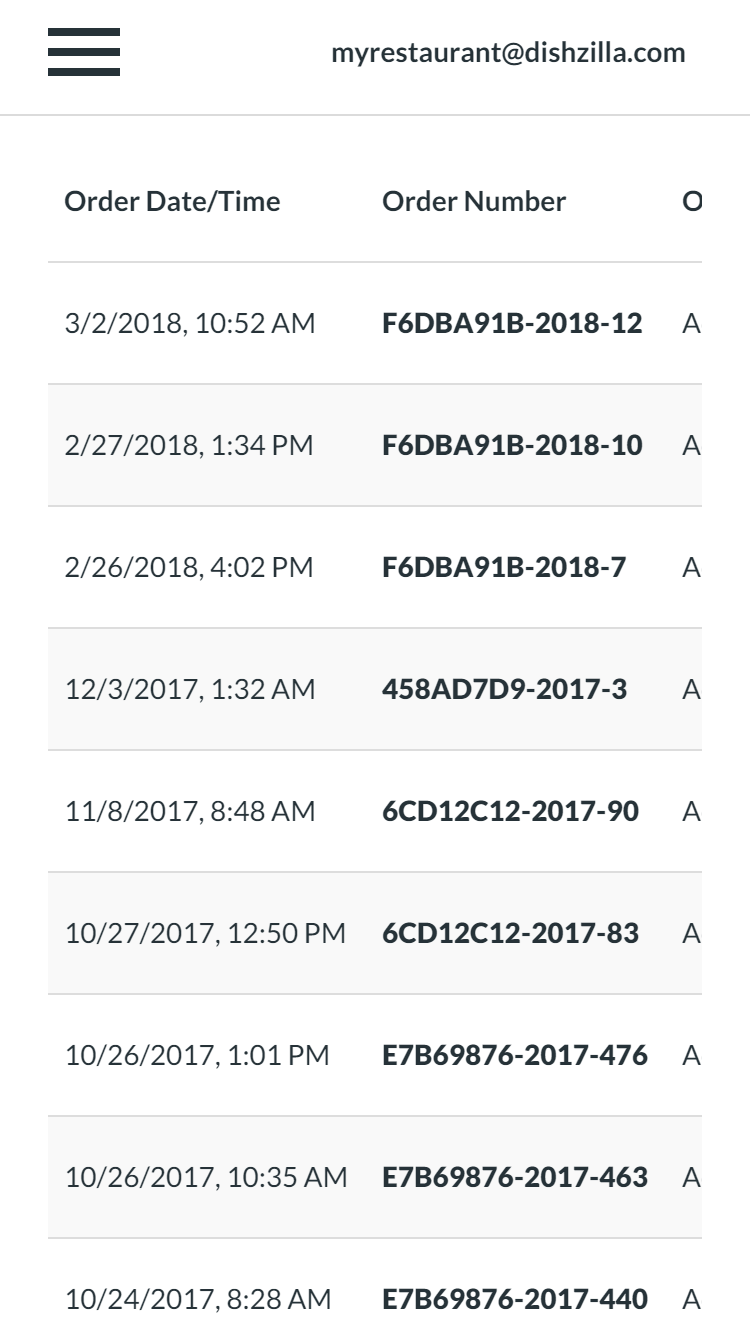 myrestaurant@dishzilla.com
Order Date/Time Order Number O
3/2/2018, 10:52 AM F6DBA91B-2018-12 A
2/27/2018, 1:34 PM F6DBA91B-2018-10 A
2/26/2018, 4:02 PM F6DBA91B-2018-7 A
12/3/2017, 1:32 AM 458AD7D9-2017-3 A
11/8/2017, 8:48 AM 6CD12C12-2017-90 A
10/27/2017, 12:50 PM 6CD12C12-2017-83 A
10/26/2017, 1:01 PM E7B69876-2017-476 A
10/26/2017, 10:35 AM E7B69876-2017-463 A
10/24/2017, 8:28 AM E7B69876-2017-440 A